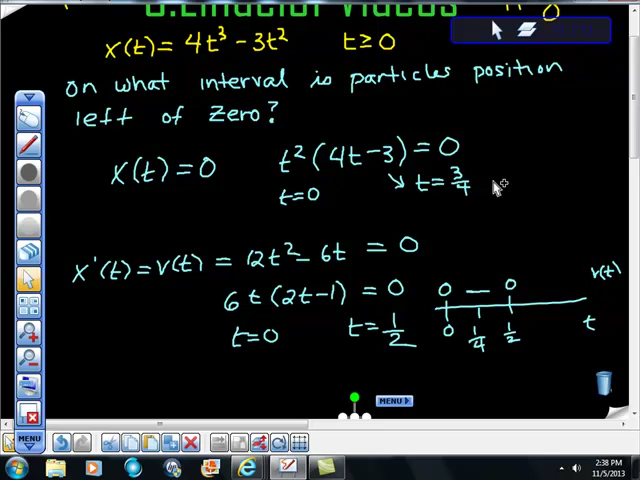 x(t) = 4t³ - 3t²   t ≥ 0
on what interval is particles position
left of zero?
x(t) = 0   t²(4t - 3) = 0
t = 0   t = 3/4
x'(t) = v(t) = 12t² - 6t = 0
6t(2t - 1) = 0
t = 0   t = 1/2
0 — 0   v(t)
0   1/4   1/2   t
MENU
MENU
2:38 PM
11/5/2013